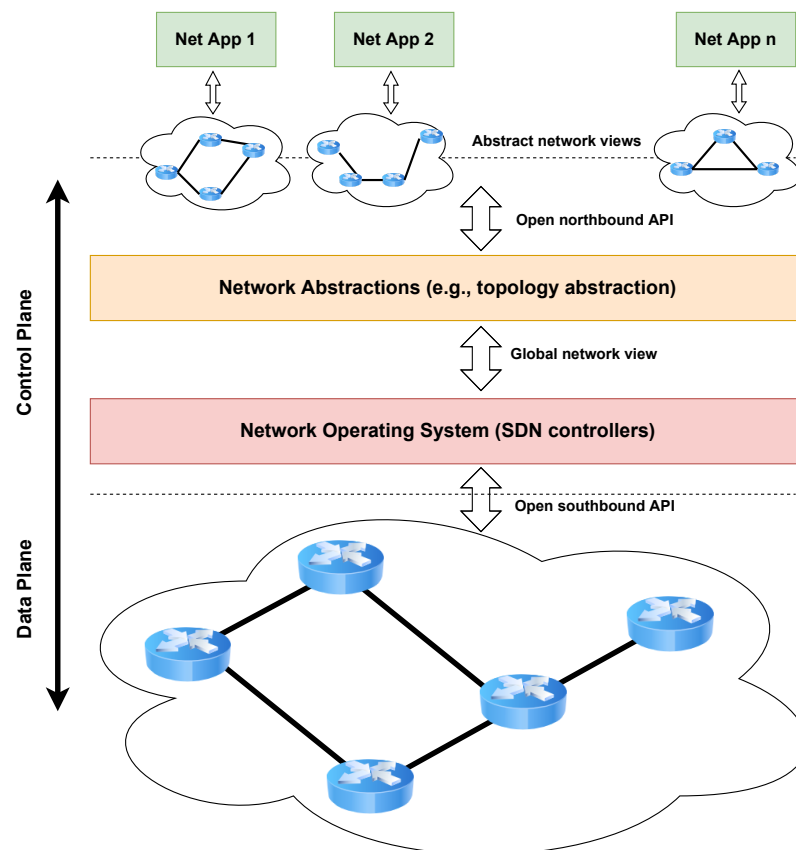 Net App 1
Net App 2
Net App n
Abstract network views
Open northbound API
Network Abstractions (e.g., topology abstraction)
Global network view
Control Plane
Network Operating System (SDN controllers)
Open southbound API
Data Plane